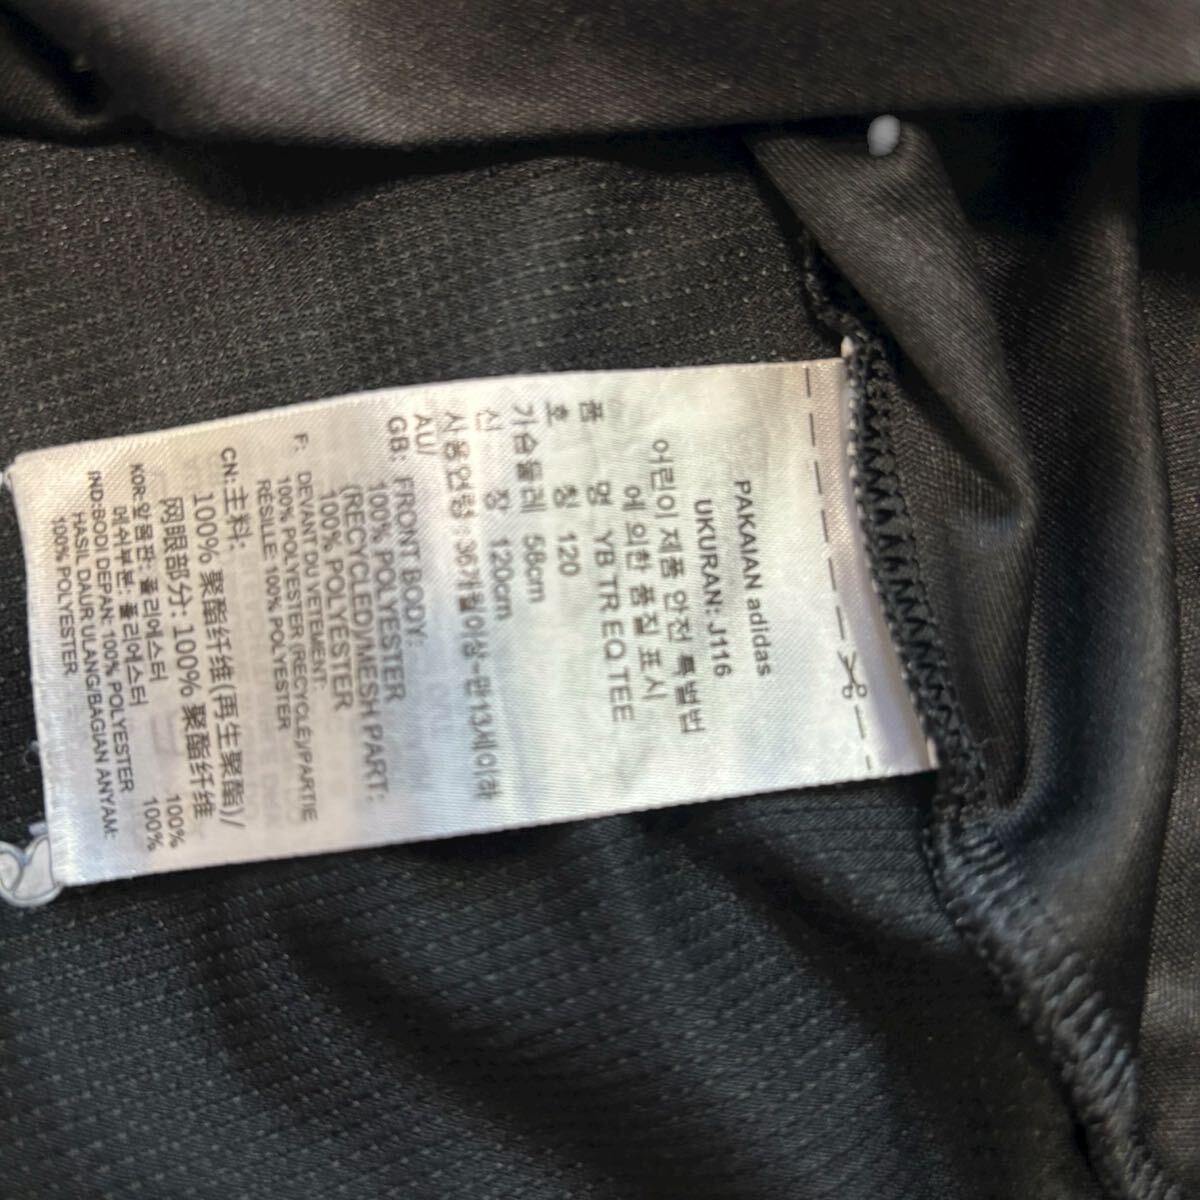 PAKAIAN adidas
UKURAN: J116
어린이 제품 안전 특별법
에 의한 품질 표시
품 명 YB TR EQ TEE
호 칭 120
가슴둘레 58cm
신 장 120cm
사용연령: 36개월이상-만13세이하
AU/
GB: FRONT BODY:
100% POLYESTER
(RECYCLED)/MESH PART:
100% POLYESTER
F: DEVANT DU VETEMENT:
100% POLYESTER (RECYCLÉ)/PARTIE
RÉSILLE: 100% POLYESTER
CN: 主料:
100% 聚酯纤维(再生聚酯)/
网眼部分: 100% 聚酯纤维
KOR: 앞몸판: 폴리에스터 100%
메쉬부분: 폴리에스터 100%
IND: BODI DEPAN: 100% POLYESTER
HASIL DAUR ULANG/BAGIAN ANYAM:
100% POLYESTER